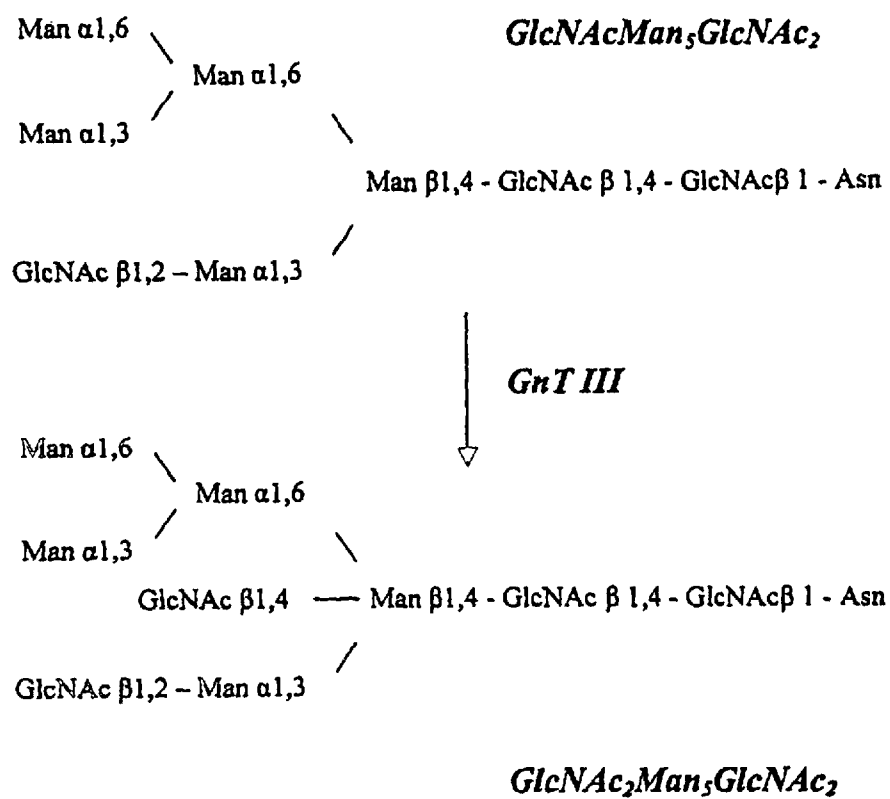 Man α1,6
GlcNAcMan₅GlcNAc₂
Man α1,6
Man α1,3
Man β1,4 - GlcNAc β 1,4 - GlcNAcβ 1 - Asn
GlcNAc β1,2 – Man α1,3
GnT III
Man α1,6
Man α1,6
Man α1,3
GlcNAc β1,4 — Man β1,4 - GlcNAc β 1,4 - GlcNAcβ 1 - Asn
GlcNAc β1,2 – Man α1,3
GlcNAc₂Man₅GlcNAc₂